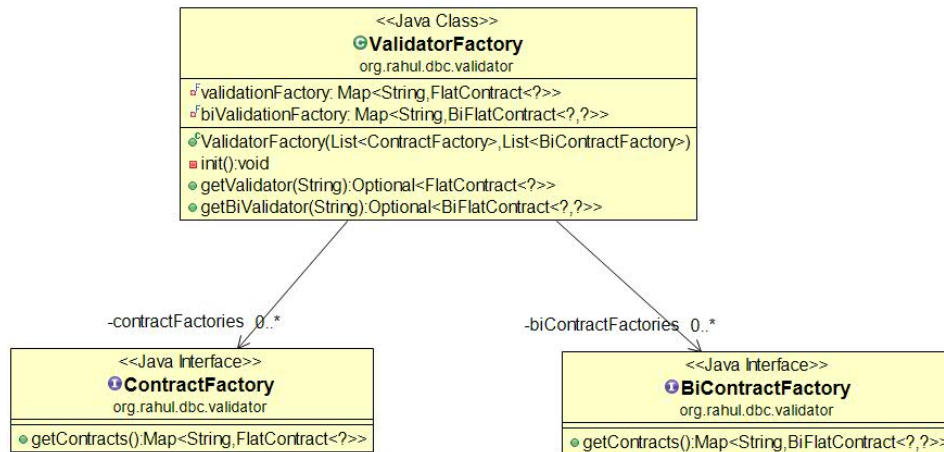 <<Java Class>>
ValidatorFactory
org.rahul.dbc.validator
validationFactory: Map<String,FlatContract<?>>
biValidationFactory: Map<String,BiFlatContract<?,?>>
ValidatorFactory(List<ContractFactory>,List<BiContractFactory>)
init():void
getValidator(String):Optional<FlatContract<?>>
getBiValidator(String):Optional<BiFlatContract<?,?>>
-contractFactories 0..*
-biContractFactories 0..*
<<Java Interface>>
ContractFactory
org.rahul.dbc.validator
getContracts():Map<String,FlatContract<?>>
<<Java Interface>>
BiContractFactory
org.rahul.dbc.validator
getContracts():Map<String,BiFlatContract<?,?>>